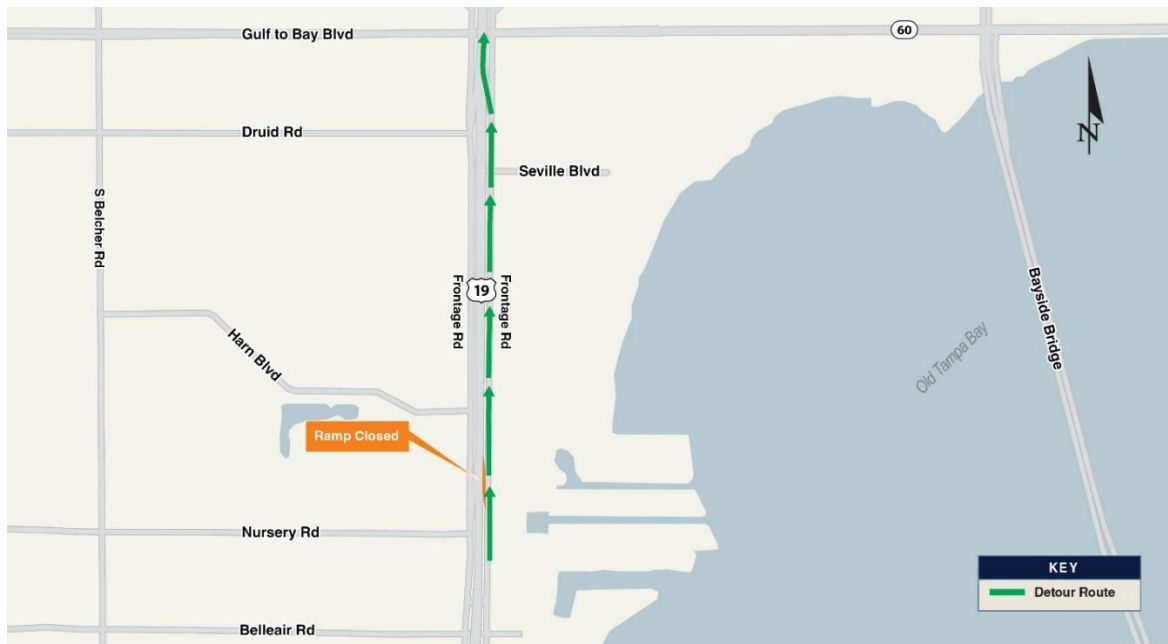 Gulf to Bay Blvd
60
Druid Rd
N
Seville Blvd
S Belcher Rd
Frontage Rd
19
Frontage Rd
Bayside Bridge
Harn Blvd
Old Tampa Bay
Ramp Closed
Nursery Rd
KEY
Detour Route
Belleair Rd